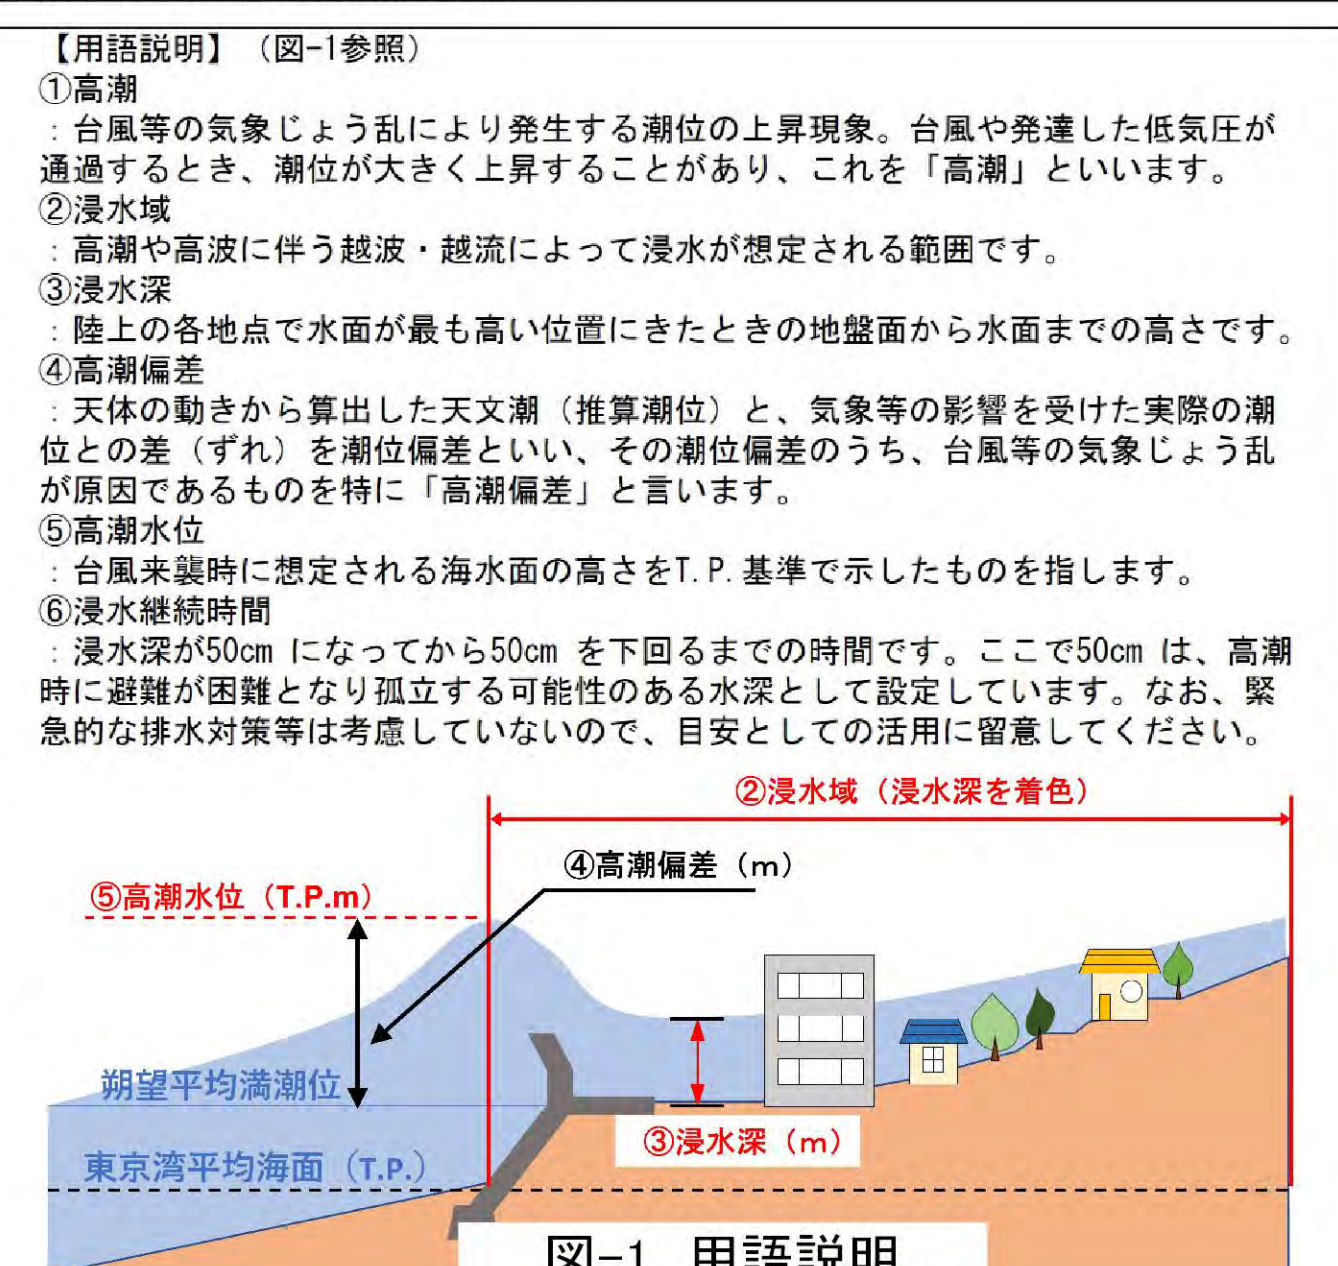 【用語説明】（図-1参照）
①高潮
：台風等の気象じょう乱により発生する潮位の上昇現象。台風や発達した低気圧が
通過するとき、潮位が大きく上昇することがあり、これを「高潮」といいます。
②浸水域
：高潮や高波に伴う越波・越流によって浸水が想定される範囲です。
③浸水深
：陸上の各地点で水面が最も高い位置にきたときの地盤面から水面までの高さです。
④高潮偏差
：天体の動きから算出した天文潮（推算潮位）と、気象等の影響を受けた実際の潮
位との差（ずれ）を潮位偏差といい、その潮位偏差のうち、台風等の気象じょう乱
が原因であるものを特に「高潮偏差」と言います。
⑤高潮水位
：台風来襲時に想定される海水面の高さをT.P.基準で示したものを指します。
⑥浸水継続時間
：浸水深が50cm になってから50cm を下回るまでの時間です。ここで50cm は、高潮
時に避難が困難となり孤立する可能性のある水深として設定しています。なお、緊
急的な排水対策等は考慮していないので、目安としての活用に留意してください。
②浸水域（浸水深を着色）
④高潮偏差（m）
⑤高潮水位（T.P.m）
朔望平均満潮位
③浸水深（m）
東京湾平均海面（T.P.）
図-1 用語説明